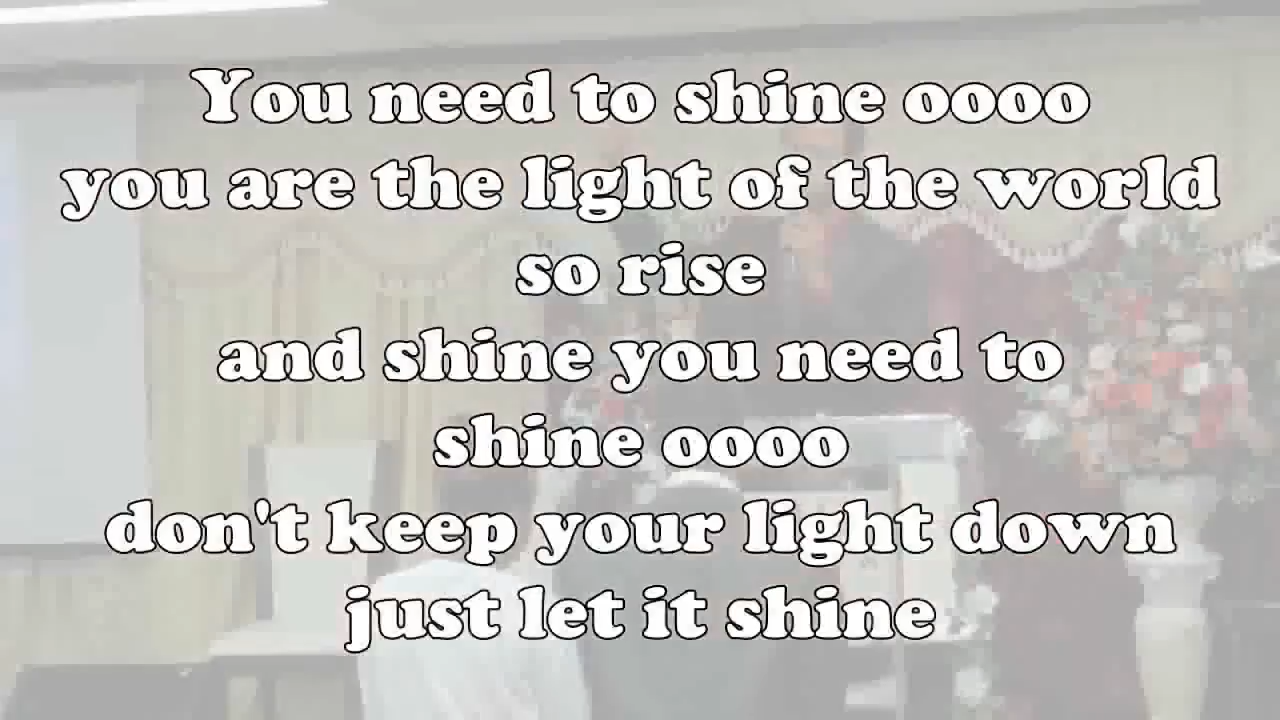 You need to shine oooo
you are the light of the world
so rise
and shine you need to
shine oooo
don't keep your light down
just let it shine